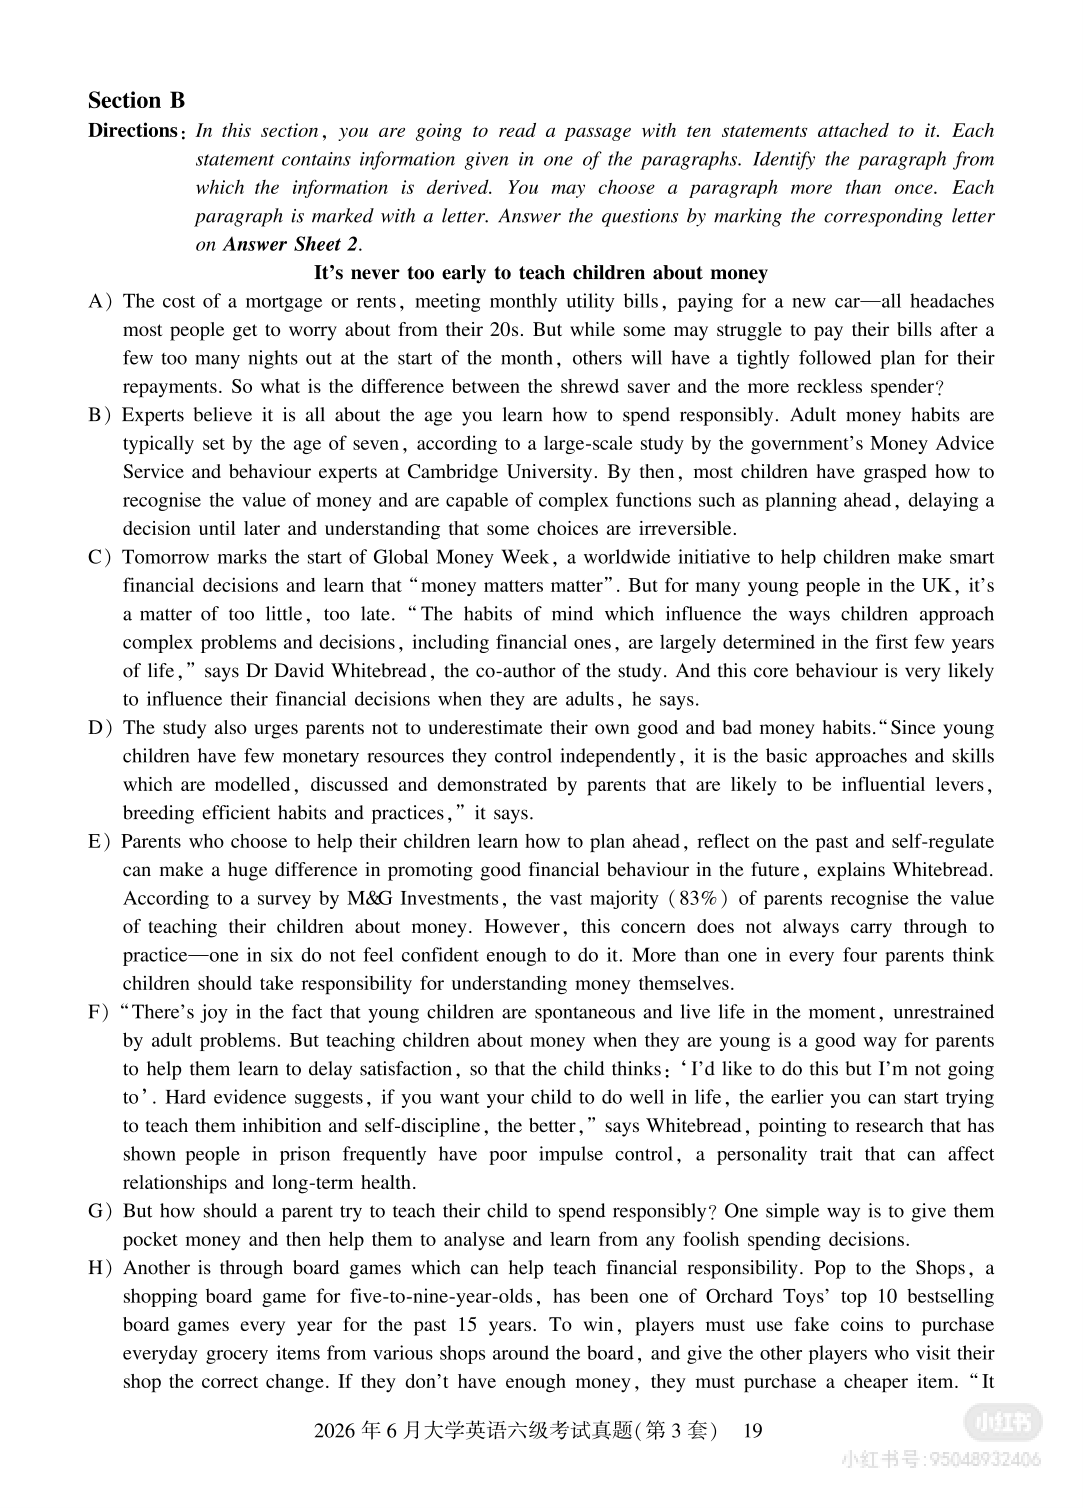 Section B
Directions: In this section, you are going to read a passage with ten statements attached to it. Each
statement contains information given in one of the paragraphs. Identify the paragraph from
which the information is derived. You may choose a paragraph more than once. Each
paragraph is marked with a letter. Answer the questions by marking the corresponding letter
on Answer Sheet 2.
It's never too early to teach children about money
A) The cost of a mortgage or rents, meeting monthly utility bills, paying for a new car—all headaches
most people get to worry about from their 20s. But while some may struggle to pay their bills after a
few too many nights out at the start of the month, others will have a tightly followed plan for their
repayments. So what is the difference between the shrewd saver and the more reckless spender?
B) Experts believe it is all about the age you learn how to spend responsibly. Adult money habits are
typically set by the age of seven, according to a large-scale study by the government's Money Advice
Service and behaviour experts at Cambridge University. By then, most children have grasped how to
recognise the value of money and are capable of complex functions such as planning ahead, delaying a
decision until later and understanding that some choices are irreversible.
C) Tomorrow marks the start of Global Money Week, a worldwide initiative to help children make smart
financial decisions and learn that “money matters matter”. But for many young people in the UK, it's
a matter of too little, too late. “The habits of mind which influence the ways children approach
complex problems and decisions, including financial ones, are largely determined in the first few years
of life,” says Dr David Whitebread, the co-author of the study. And this core behaviour is very likely
to influence their financial decisions when they are adults, he says.
D) The study also urges parents not to underestimate their own good and bad money habits.“Since young
children have few monetary resources they control independently, it is the basic approaches and skills
which are modelled, discussed and demonstrated by parents that are likely to be influential levers,
breeding efficient habits and practices,” it says.
E) Parents who choose to help their children learn how to plan ahead, reflect on the past and self-regulate
can make a huge difference in promoting good financial behaviour in the future, explains Whitebread.
According to a survey by M&G Investments, the vast majority (83%) of parents recognise the value
of teaching their children about money. However, this concern does not always carry through to
practice—one in six do not feel confident enough to do it. More than one in every four parents think
children should take responsibility for understanding money themselves.
F) “There's joy in the fact that young children are spontaneous and live life in the moment, unrestrained
by adult problems. But teaching children about money when they are young is a good way for parents
to help them learn to delay satisfaction, so that the child thinks: ‘I'd like to do this but I'm not going
to’. Hard evidence suggests, if you want your child to do well in life, the earlier you can start trying
to teach them inhibition and self-discipline, the better,” says Whitebread, pointing to research that has
shown people in prison frequently have poor impulse control, a personality trait that can affect
relationships and long-term health.
G) But how should a parent try to teach their child to spend responsibly? One simple way is to give them
pocket money and then help them to analyse and learn from any foolish spending decisions.
H) Another is through board games which can help teach financial responsibility. Pop to the Shops, a
shopping board game for five-to-nine-year-olds, has been one of Orchard Toys' top 10 bestselling
board games every year for the past 15 years. To win, players must use fake coins to purchase
everyday grocery items from various shops around the board, and give the other players who visit their
shop the correct change. If they don't have enough money, they must purchase a cheaper item. “It
2026 年 6 月大学英语六级考试真题(第 3 套) 19
小红书
小红书号:95048932406